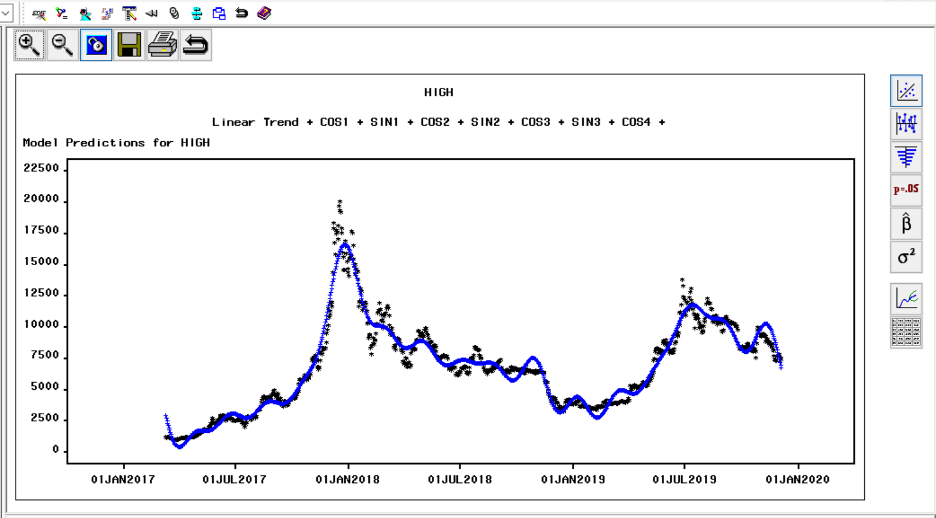 HIGH
Linear Trend + COS1 + SIN1 + COS2 + SIN2 + COS3 + SIN3 + COS4 +
Model Predictions for HIGH
22500
20000
17500
15000
12500
10000
7500
5000
2500
0
01JAN2017 01JUL2017 01JAN2018 01JUL2018 01JAN2019 01JUL2019 01JAN2020
p=.05
β̂
σ²